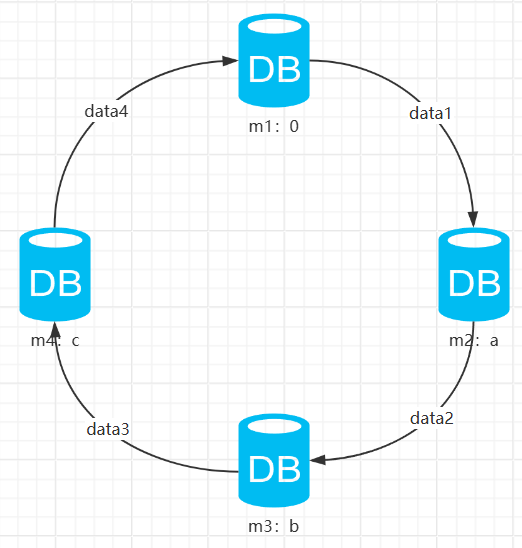 DB
m1：0
data4
data1
DB
m4：c
DB
m2：a
data3
data2
DB
m3：b